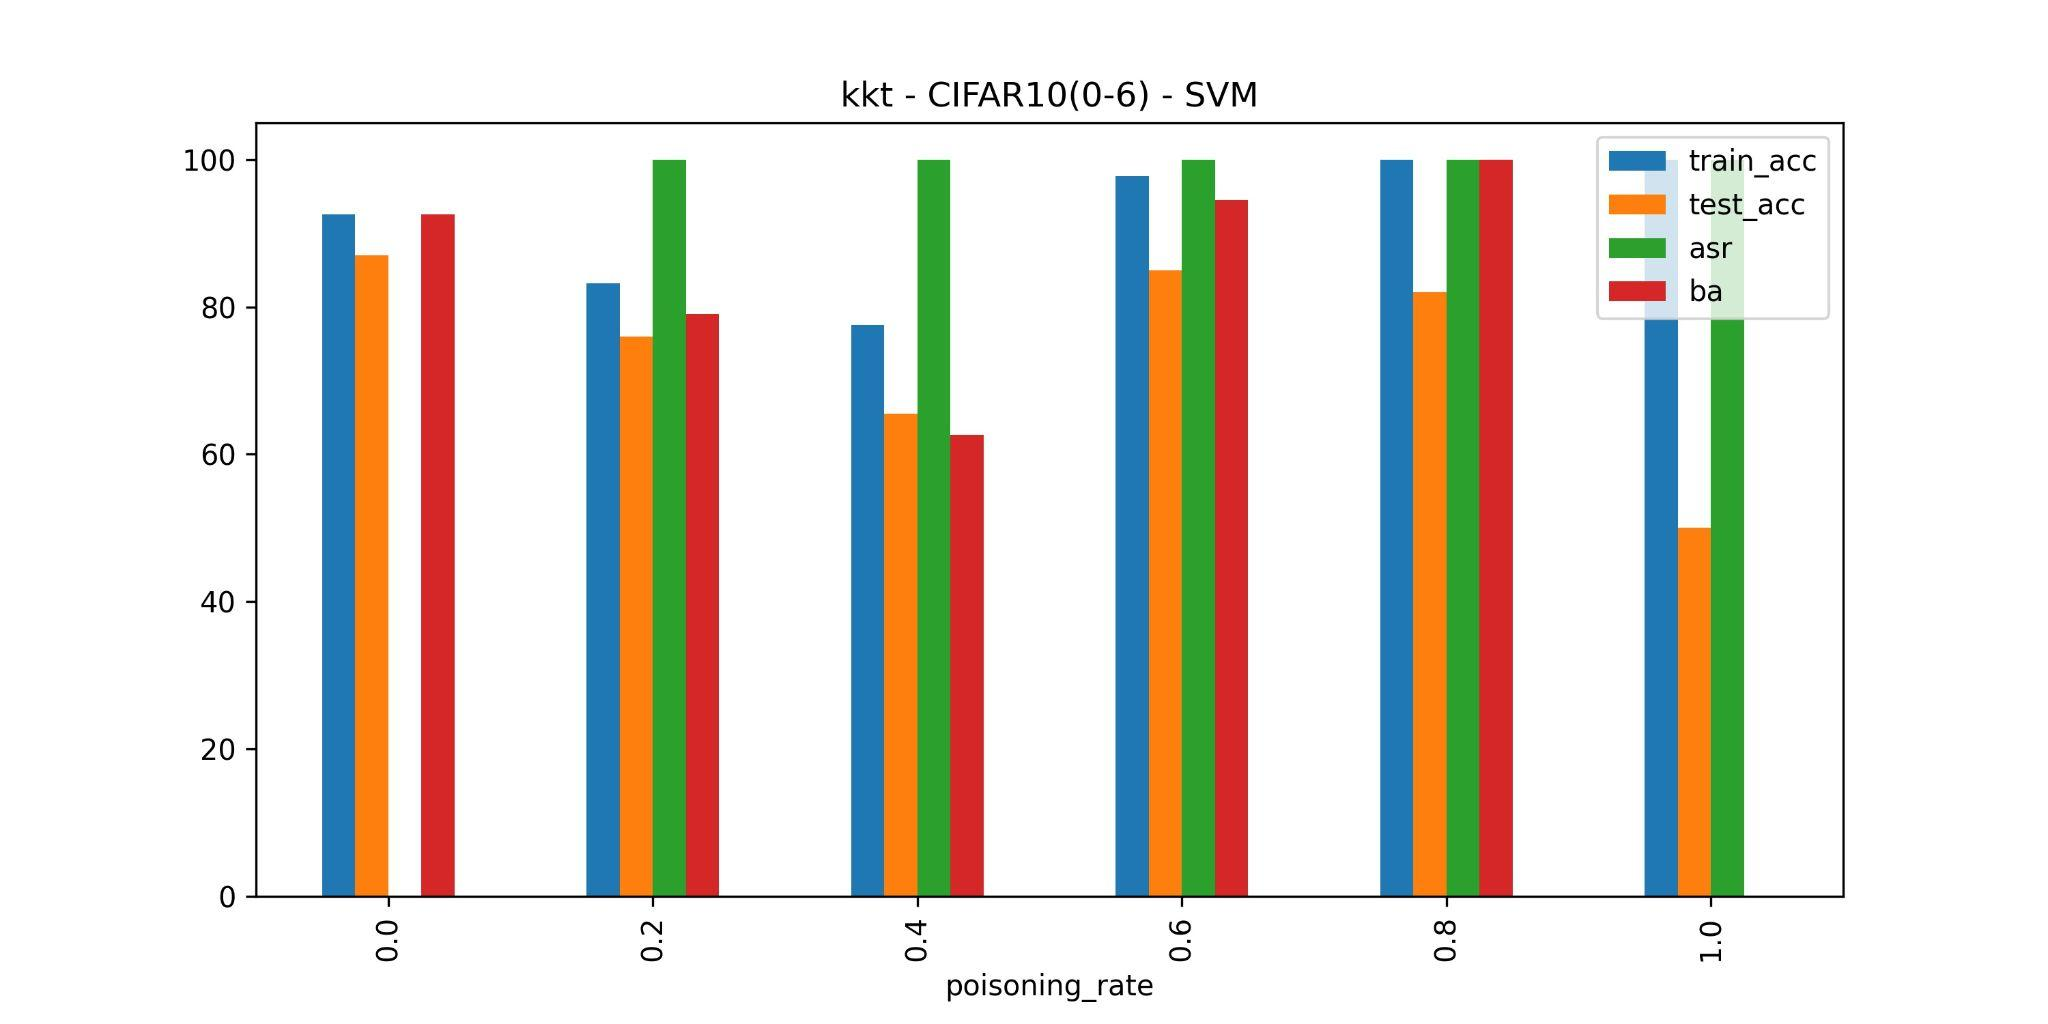 kkt - CIFAR10(0-6) - SVM
100
80
60
40
20
0
train_acc
test_acc
asr
ba
0.0 0.2 0.4 0.6 0.8 1.0
poisoning_rate